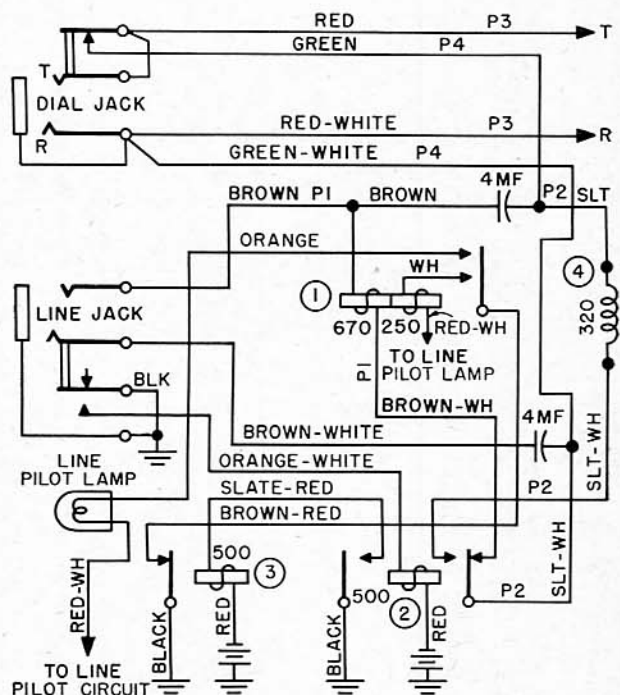 RED P3 T
GREEN P4
T
DIAL JACK
R
RED-WHITE P3 R
GREEN-WHITE P4
4MF P2 SLT
BROWN P1 BROWN
ORANGE
WH
4
1
320
LINE JACK
670 250 RED-WH
TO LINE
PILOT LAMP
P1
BLK
BROWN-WH
4MF
BROWN-WHITE
SLT-WH
LINE
PILOT LAMP
ORANGE-WHITE
SLATE-RED P2
BROWN-RED
500 3
500 2
SLT-WH
P2
RED-WH
BLACK
RED
BLACK
RED
TO LINE
PILOT CIRCUIT